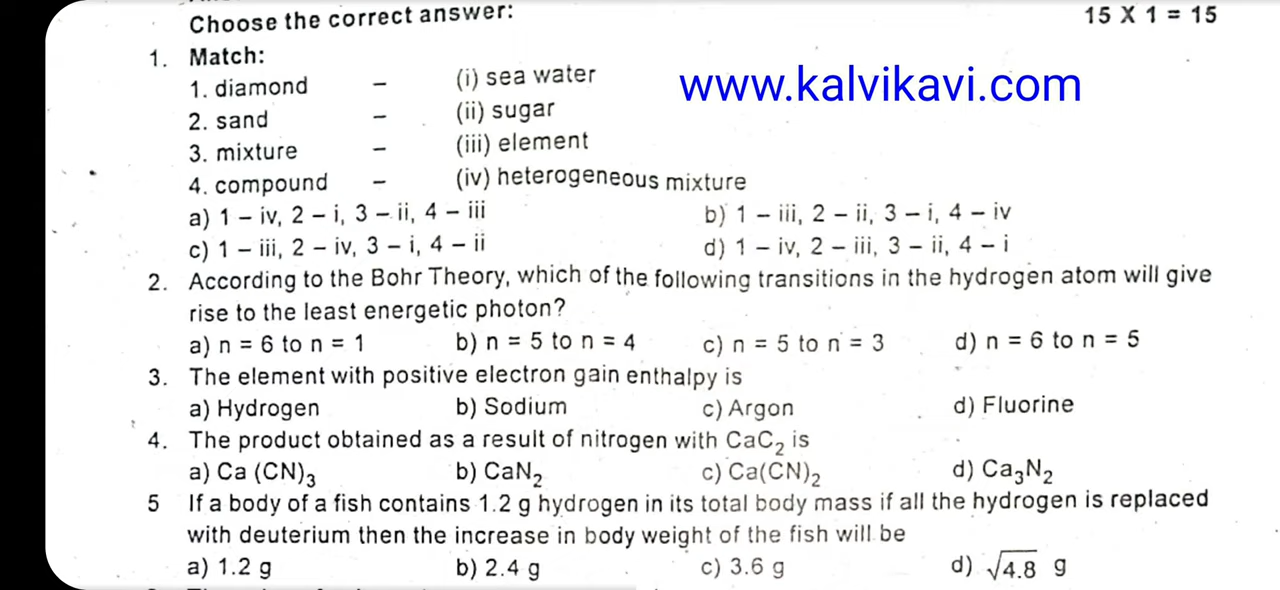 Choose the correct answer: 15 X 1 = 15
1. Match:
1. diamond – (i) sea water
www.kalvikavi.com
2. sand – (ii) sugar
3. mixture – (iii) element
4. compound – (iv) heterogeneous mixture
a) 1 – iv, 2 – i, 3 – ii, 4 – iii b) 1 – iii, 2 – ii, 3 – i, 4 – iv
c) 1 – iii, 2 – iv, 3 – i, 4 – ii d) 1 – iv, 2 – iii, 3 – ii, 4 – i
2. According to the Bohr Theory, which of the following transitions in the hydrogen atom will give
rise to the least energetic photon?
a) n = 6 to n = 1 b) n = 5 to n = 4 c) n = 5 to n = 3 d) n = 6 to n = 5
3. The element with positive electron gain enthalpy is
a) Hydrogen b) Sodium c) Argon d) Fluorine
4. The product obtained as a result of nitrogen with CaC₂ is
a) Ca (CN)₃ b) CaN₂ c) Ca(CN)₂ d) Ca₃N₂
5 If a body of a fish contains 1.2 g hydrogen in its total body mass if all the hydrogen is replaced
with deuterium then the increase in body weight of the fish will be
a) 1.2 g b) 2.4 g c) 3.6 g d) √4.8 g